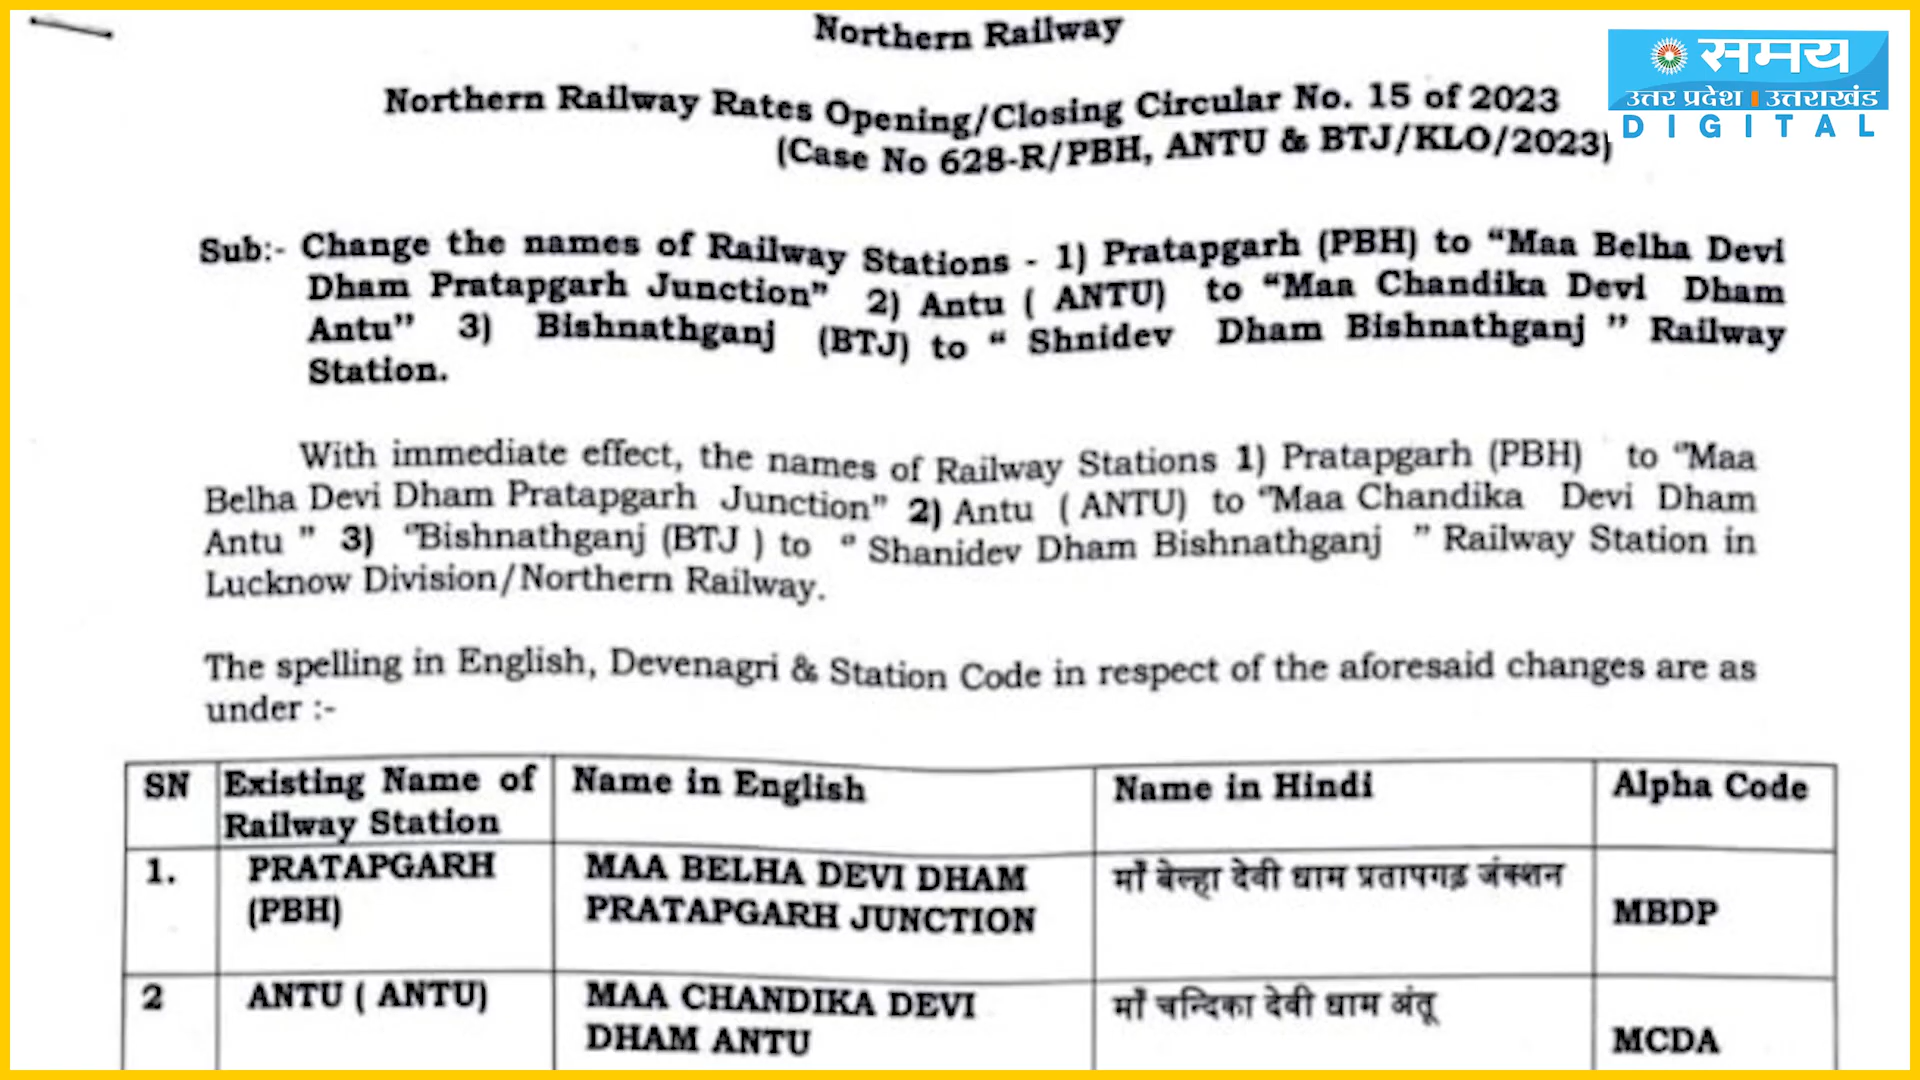 Northern Railway
समय
उत्तर प्रदेश | उत्तराखंड
DIGITAL
Northern Railway Rates Opening/Closing Circular No. 15 of 2023
(Case No 628-R/PBH, ANTU & BTJ/KLO/2023)
Sub:- Change the names of Railway Stations - 1) Pratapgarh (PBH) to “Maa Belha Devi
Dham Pratapgarh Junction” 2) Antu ( ANTU) to “Maa Chandika Devi Dham
Antu” 3) Bishnathganj (BTJ) to “ Shnidev Dham Bishnathganj ” Railway
Station.
With immediate effect, the names of Railway Stations 1) Pratapgarh (PBH) to “Maa
Belha Devi Dham Pratapgarh Junction” 2) Antu ( ANTU) to “Maa Chandika Devi Dham
Antu ” 3) “Bishnathganj (BTJ ) to “ Shanidev Dham Bishnathganj ” Railway Station in
Lucknow Division/Northern Railway.
The spelling in English, Devenagri & Station Code in respect of the aforesaid changes are as
under :-
SN Existing Name of Railway Station Name in English Name in Hindi Alpha Code
1. PRATAPGARH (PBH) MAA BELHA DEVI DHAM PRATAPGARH JUNCTION माँ बेल्हा देवी धाम प्रतापगढ़ जंक्शन MBDP
2 ANTU ( ANTU) MAA CHANDIKA DEVI DHAM ANTU माँ चन्दिका देवी धाम अंतू MCDA